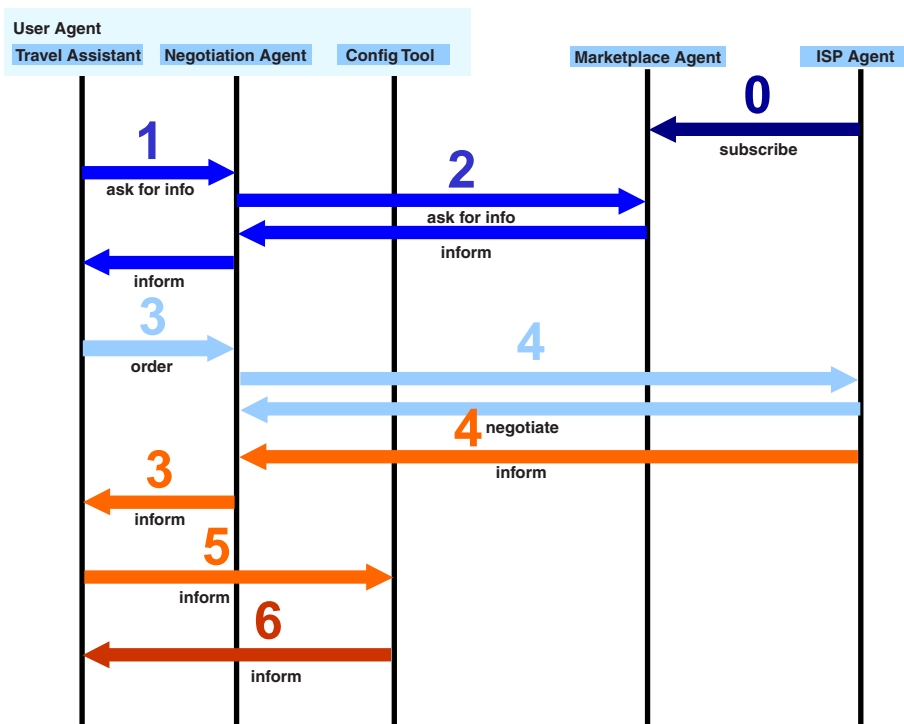 User Agent
Travel Assistant Negotiation Agent Config Tool Marketplace Agent ISP Agent
0
subscribe
1
ask for info
2
ask for info
inform
inform
3
order
4
4 negotiate
inform
3
inform
5
inform
6
inform